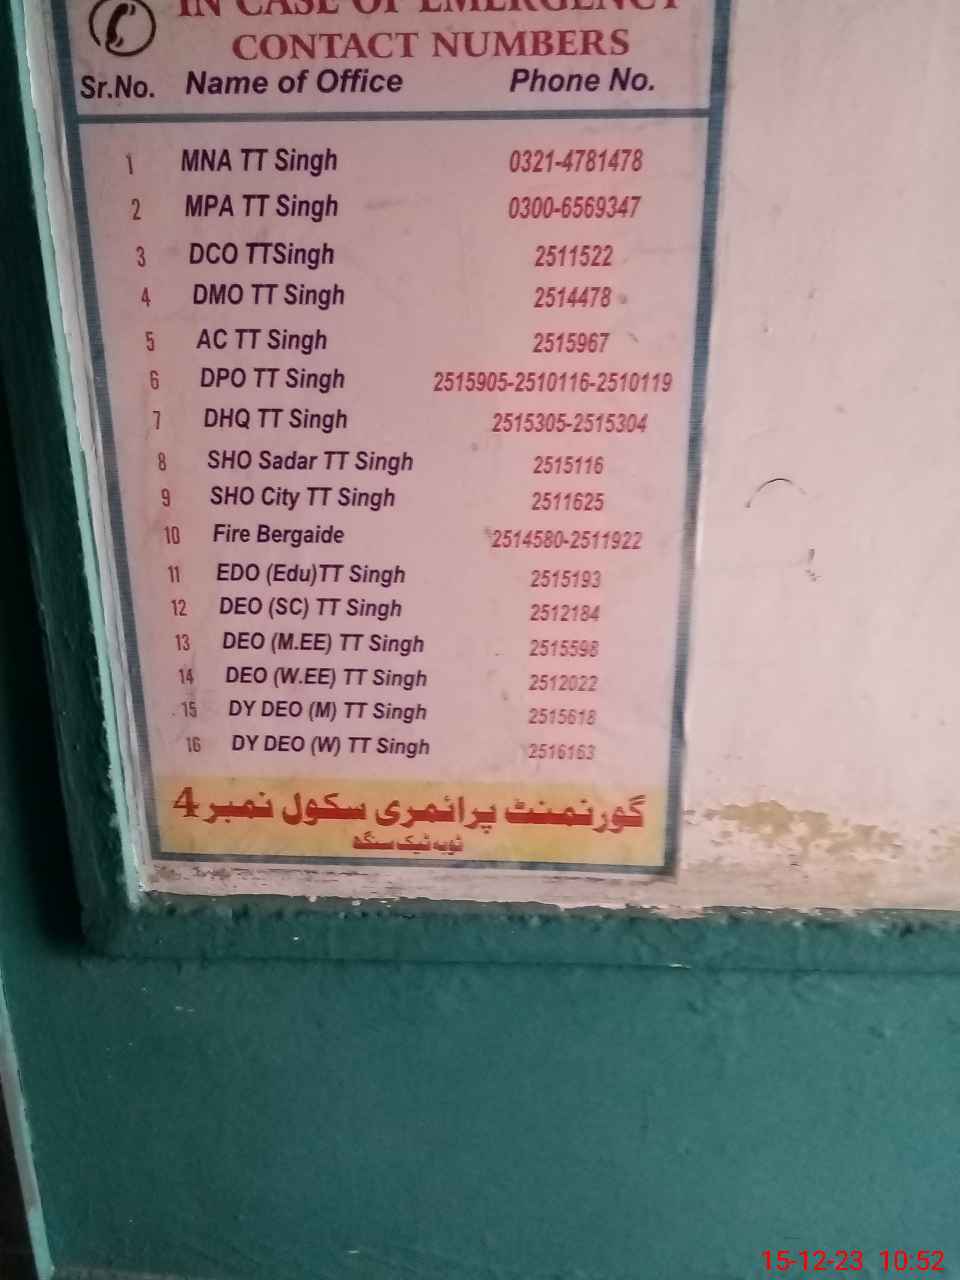 IN CASE OF EMERGENCY
CONTACT NUMBERS
Sr.No. Name of Office Phone No.
1 MNA TT Singh 0321-4781478
2 MPA TT Singh 0300-6569347
3 DCO TTSingh 2511522
4 DMO TT Singh 2514478
5 AC TT Singh 2515967
6 DPO TT Singh 2515905-2510116-2510119
7 DHQ TT Singh 2515305-2515304
8 SHO Sadar TT Singh 2515116
9 SHO City TT Singh 2511625
10 Fire Bergaide 2514580-2511922
11 EDO (Edu)TT Singh 2515193
12 DEO (SC) TT Singh 2512184
13 DEO (M.EE) TT Singh 2515598
14 DEO (W.EE) TT Singh 2512022
15 DY DEO (M) TT Singh 2515618
16 DY DEO (W) TT Singh 2516163
گورنمنٹ پرائمری سکول نمبر 4
ٹوبہ ٹیک سنگھ
15-12-23 10:52